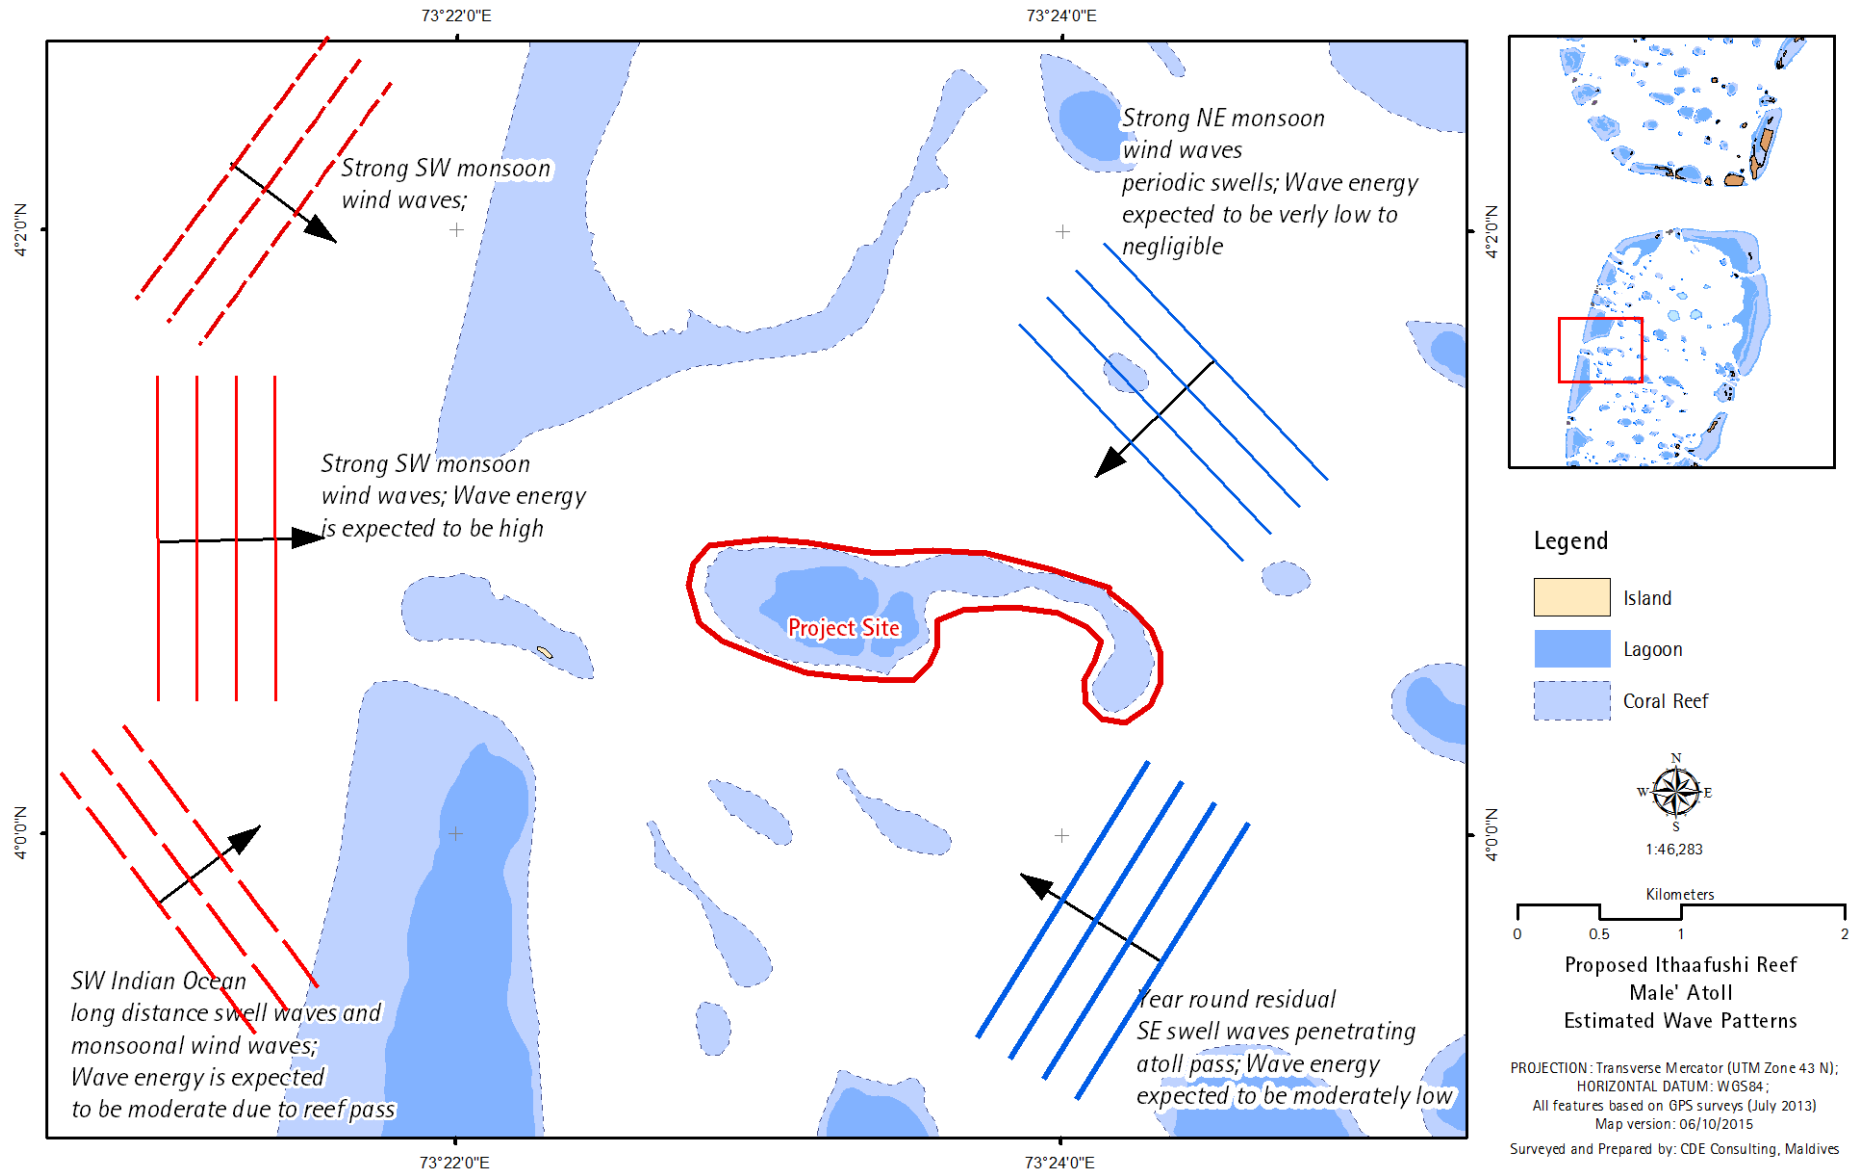 73°22'0"E
73°24'0"E
4°2'0"N
4°2'0"N
Strong SW monsoon
wind waves;
Strong NE monsoon
wind waves
periodic swells; Wave energy
expected to be verly low to
negligible
Strong SW monsoon
wind waves; Wave energy
is expected to be high
Project Site
4°0'0"N
4°0'0"N
SW Indian Ocean
long distance swell waves and
monsoonal wind waves;
Wave energy is expected
to be moderate due to reef pass
Year round residual
SE swell waves penetrating
atoll pass; Wave energy
expected to be moderately low
73°22'0"E
73°24'0"E
Legend
Island
Lagoon
Coral Reef
N
W
E
S
1:46,283
Kilometers
0 0.5 1 2
Proposed Ithaafushi Reef
Male' Atoll
Estimated Wave Patterns
PROJECTION: Transverse Mercator (UTM Zone 43 N);
HORIZONTAL DATUM: WGS84;
All features based on GPS surveys (July 2013)
Map version: 06/10/2015
Surveyed and Prepared by: CDE Consulting, Maldives